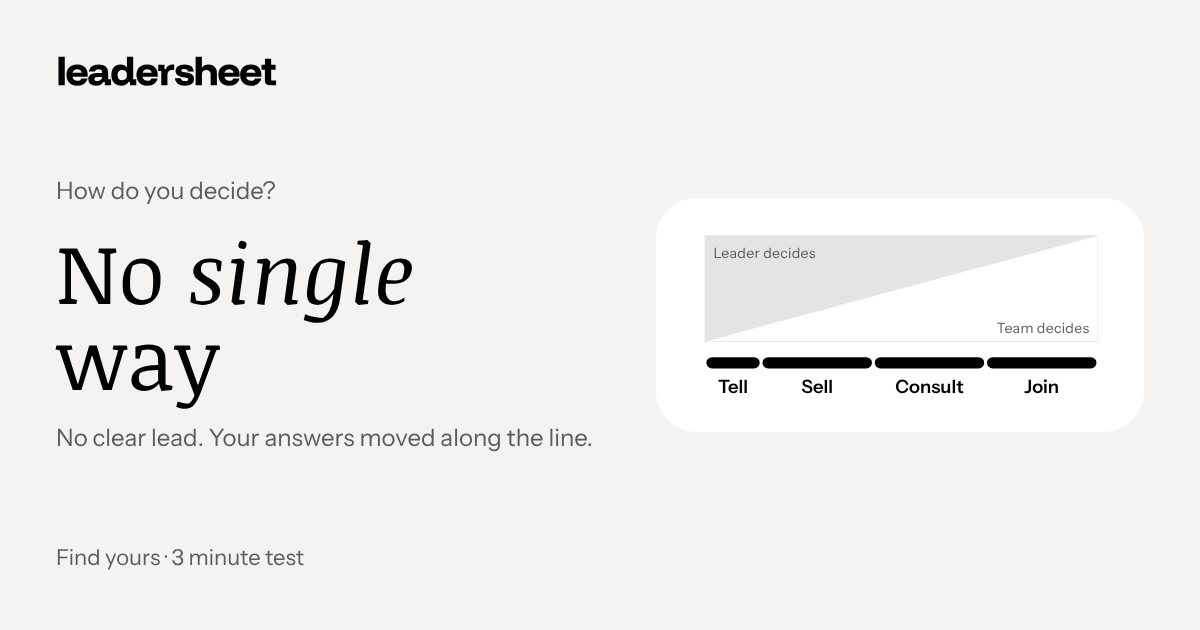 leadersheet
How do you decide?
No single
way
No clear lead. Your answers moved along the line.
Find yours · 3 minute test
Leader decides
Team decides
Tell
Sell
Consult
Join